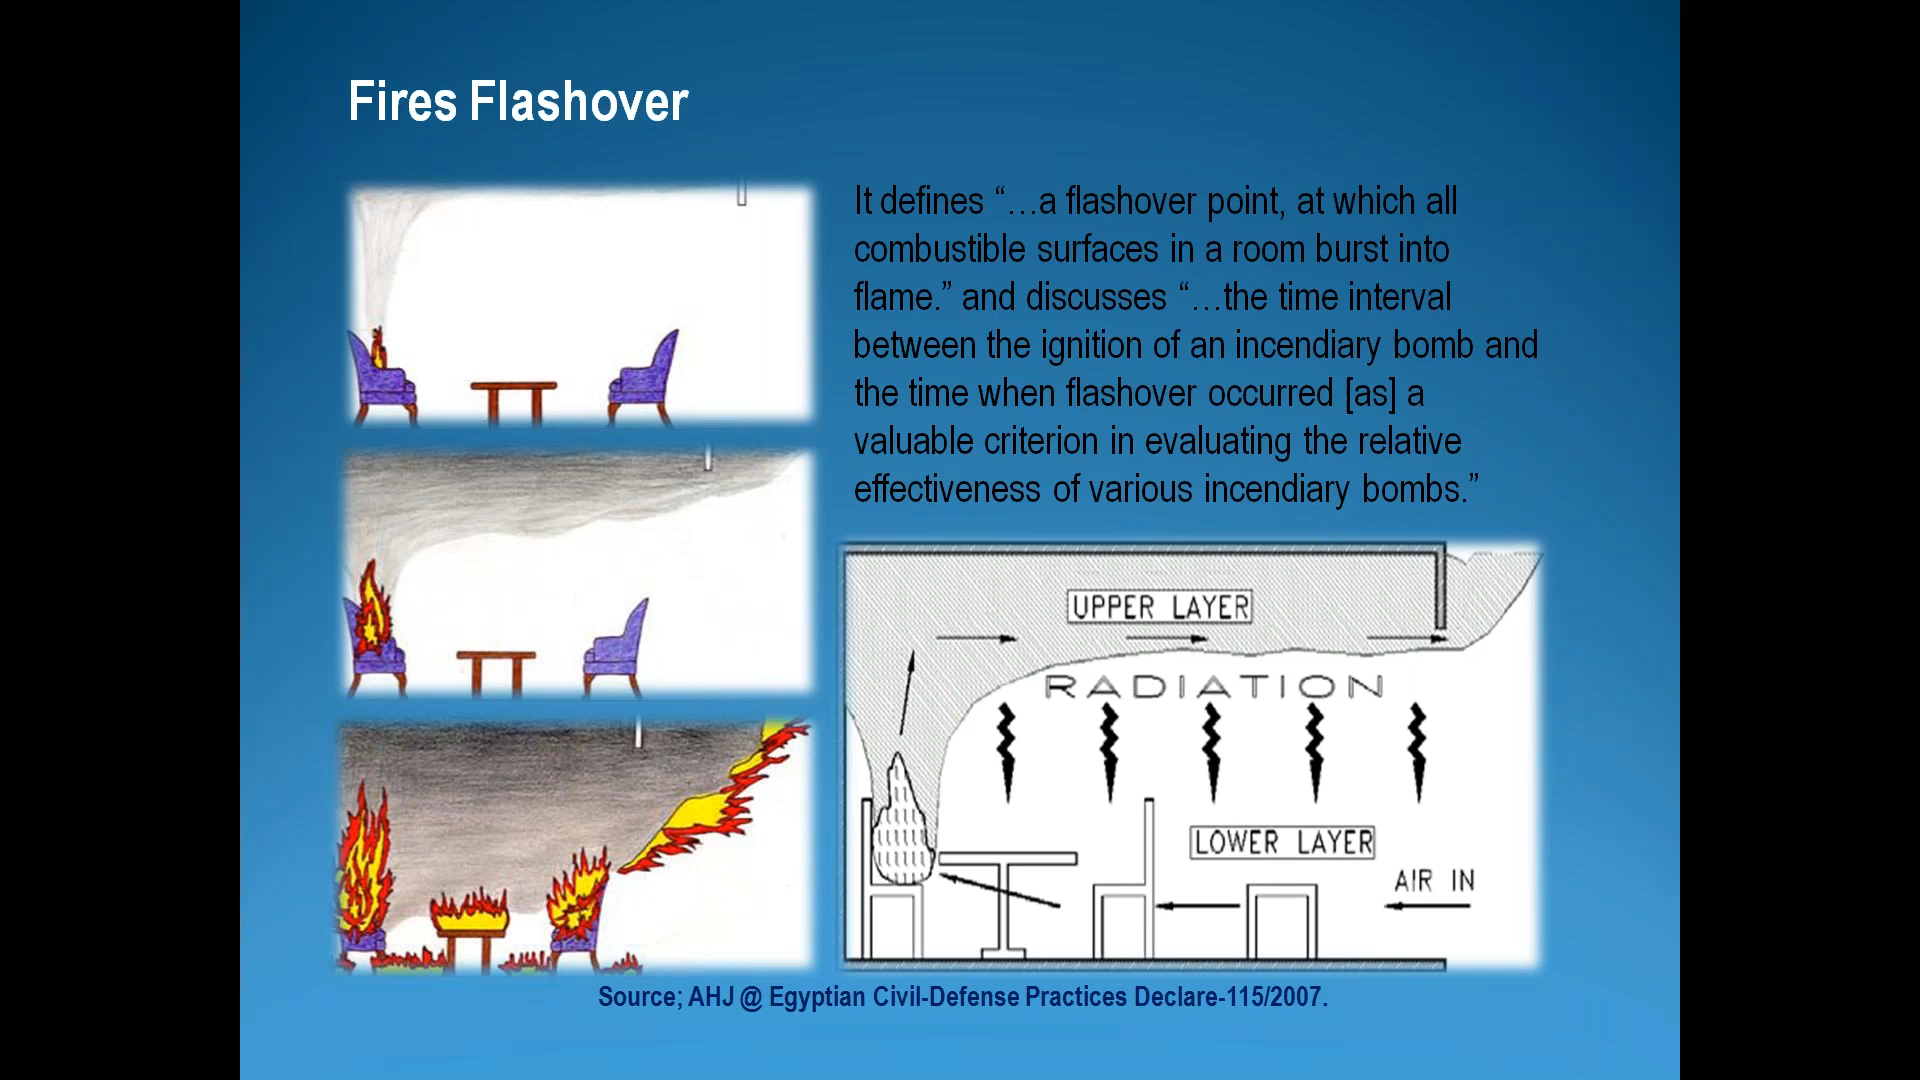 Fires Flashover
It defines “…a flashover point, at which all
combustible surfaces in a room burst into
flame.” and discusses “…the time interval
between the ignition of an incendiary bomb and
the time when flashover occurred [as] a
valuable criterion in evaluating the relative
effectiveness of various incendiary bombs.”
UPPER LAYER
RADIATION
LOWER LAYER
AIR IN
Source; AHJ @ Egyptian Civil-Defense Practices Declare-115/2007.